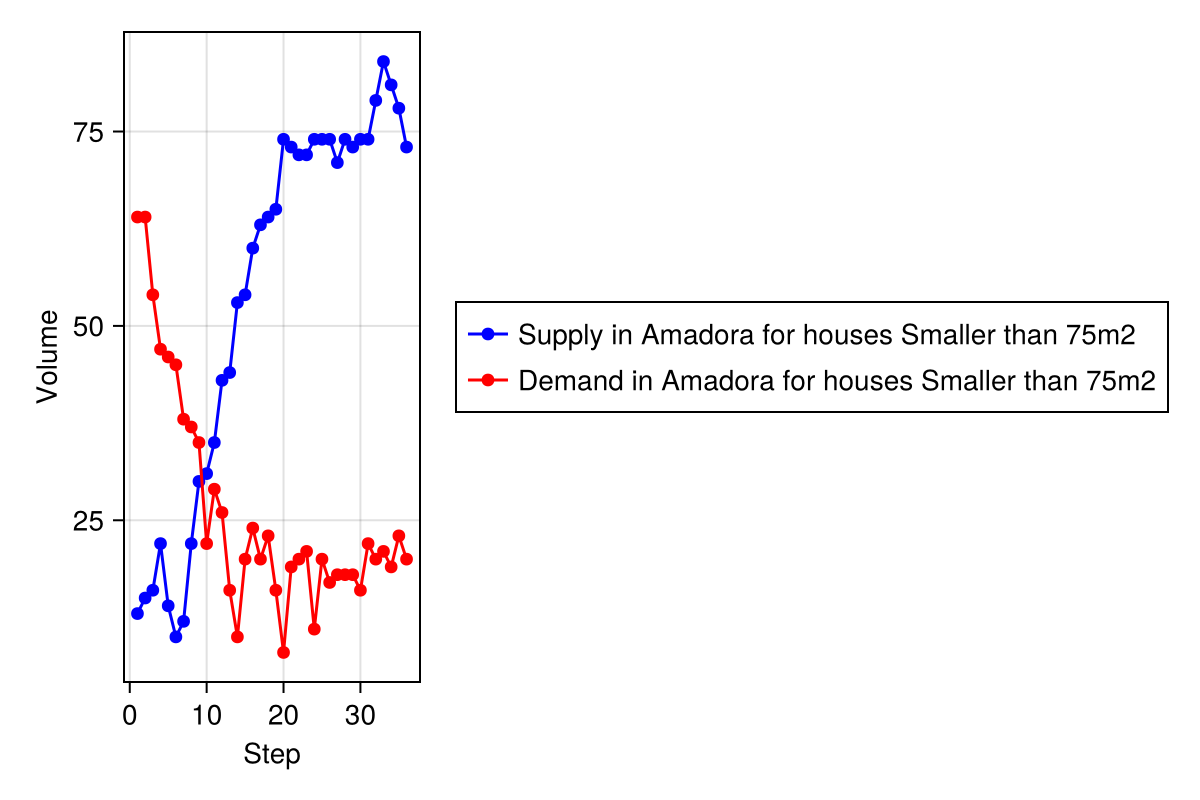 75
50
25
Volume
0 10 20 30
Step
Supply in Amadora for houses Smaller than 75m2
Demand in Amadora for houses Smaller than 75m2